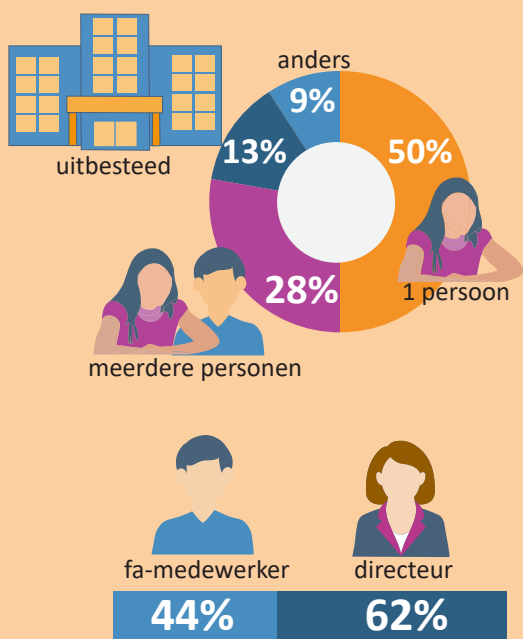 anders
9%
13%
50%
uitbesteed
28%
1 persoon
meerdere personen
fa-medewerker
directeur
44%
62%